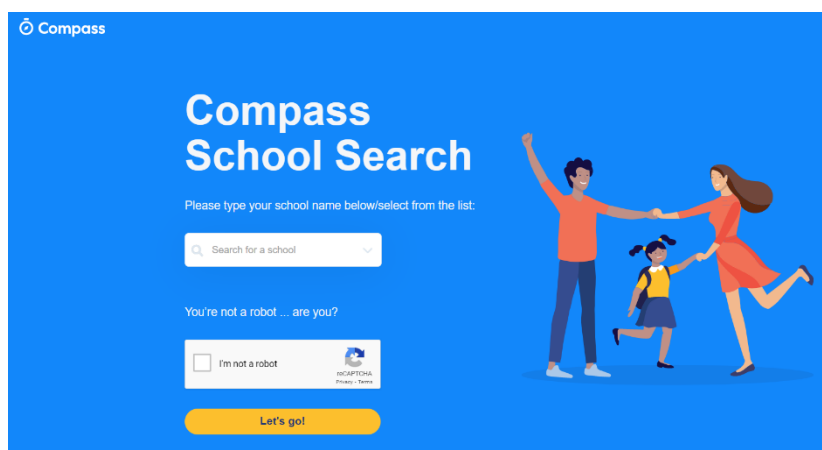 Compass
Compass
School Search
Please type your school name below/select from the list:
Search for a school
You're not a robot ... are you?
I'm not a robot
reCAPTCHA
Privacy - Terms
Let's go!